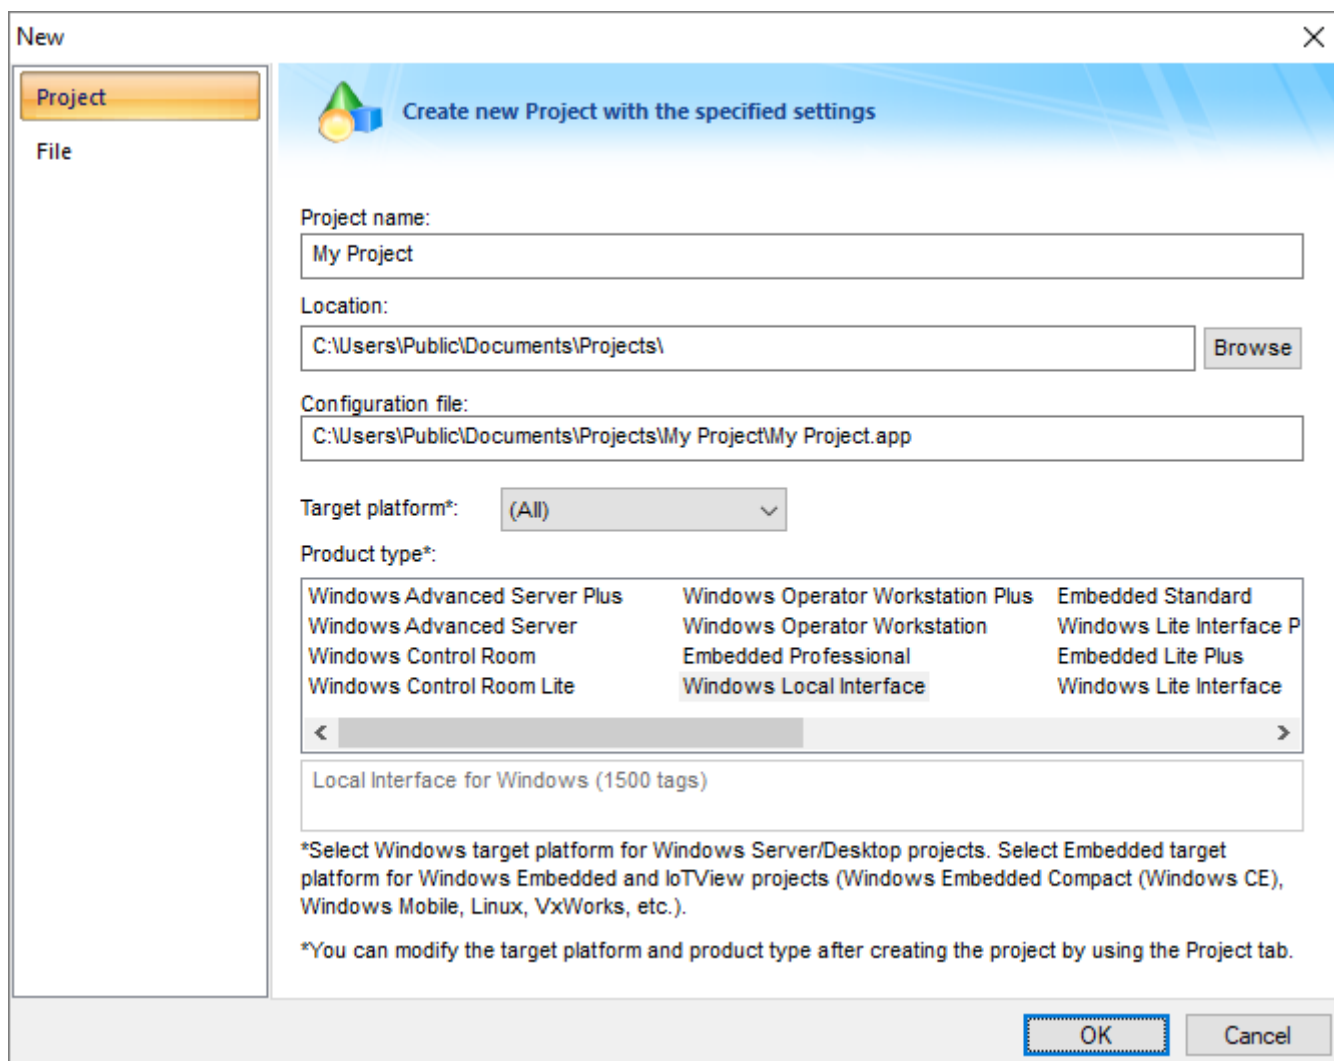 New
Project
File
Create new Project with the specified settings
Project name:
My Project
Location:
C:\Users\Public\Documents\Projects\
Browse
Configuration file:
C:\Users\Public\Documents\Projects\My Project\My Project.app
Target platform*:
(All)
Product type*:
Windows Advanced Server Plus
Windows Advanced Server
Windows Control Room
Windows Control Room Lite
Windows Operator Workstation Plus
Windows Operator Workstation
Embedded Professional
Windows Local Interface
Embedded Standard
Windows Lite Interface P
Embedded Lite Plus
Windows Lite Interface
Local Interface for Windows (1500 tags)
*Select Windows target platform for Windows Server/Desktop projects. Select Embedded target
platform for Windows Embedded and IoTView projects (Windows Embedded Compact (Windows CE),
Windows Mobile, Linux, VxWorks, etc.).
*You can modify the target platform and product type after creating the project by using the Project tab.
OK
Cancel